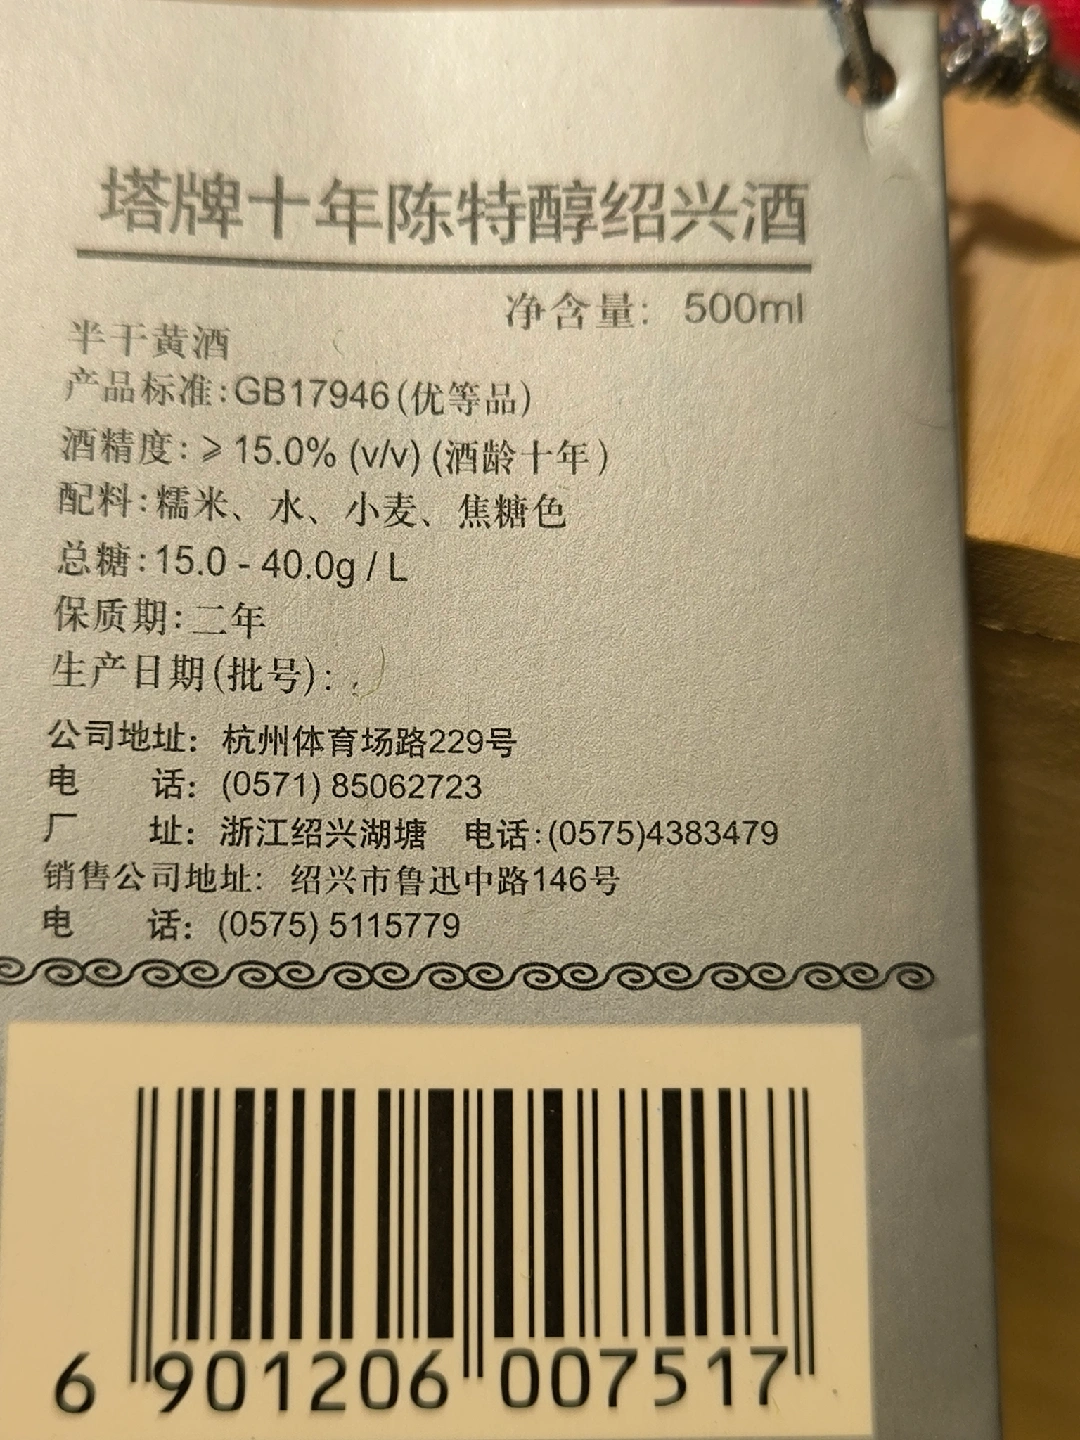 塔牌十年陈特醇绍兴酒
净含量: 500ml
半干黄酒
产品标准:GB17946(优等品)
酒精度:≥15.0% (v/v) (酒龄十年)
配料:糯米、水、小麦、焦糖色
总糖:15.0 - 40.0g / L
保质期:二年
生产日期(批号):
公司地址: 杭州体育场路229号
电 话: (0571) 85062723
厂 址: 浙江绍兴湖塘 电话:(0575)4383479
销售公司地址: 绍兴市鲁迅中路146号
电 话: (0575) 5115779
6 901206 007517